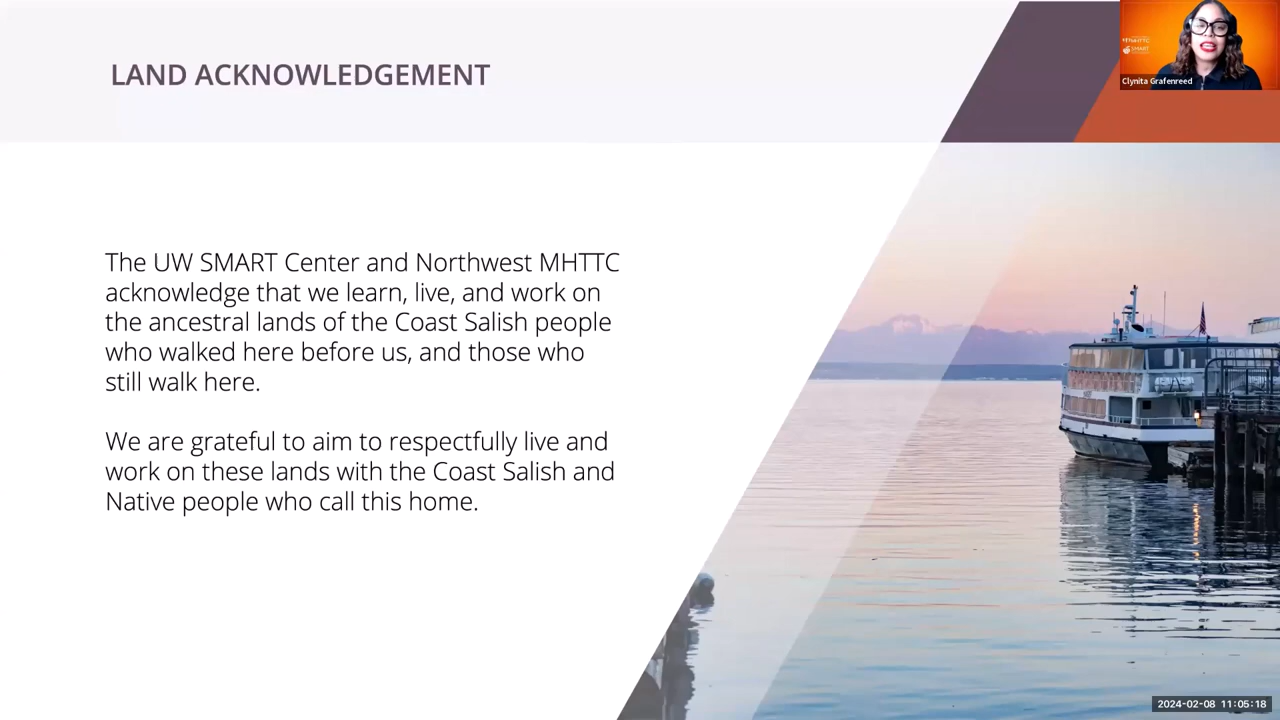 LAND ACKNOWLEDGEMENT
MHTTC
SMART
Clynita Grafenreed
The UW SMART Center and Northwest MHTTC
acknowledge that we learn, live, and work on
the ancestral lands of the Coast Salish people
who walked here before us, and those who
still walk here.
We are grateful to aim to respectfully live and
work on these lands with the Coast Salish and
Native people who call this home.
2024-02-08 11:05:18